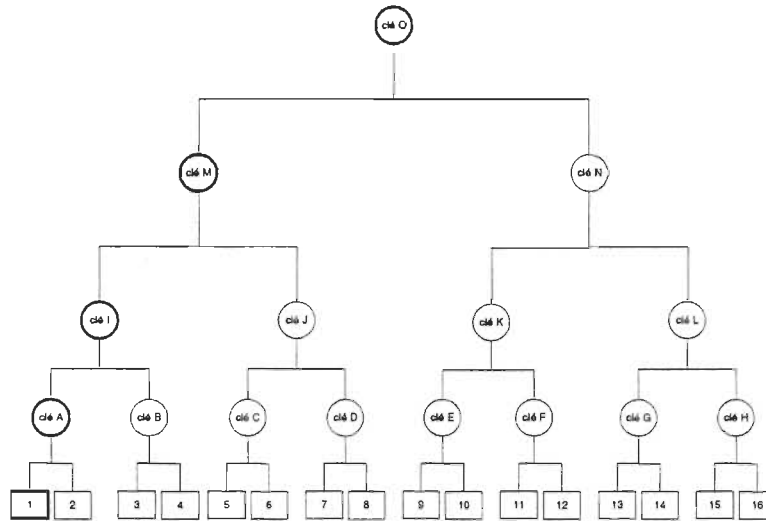 clé O
clé M
clé N
clé I
clé J
clé K
clé L
clé A
clé B
clé C
clé D
clé E
clé F
clé G
clé H
1 2 3 4 5 6 7 8 9 10 11 12 13 14 15 16